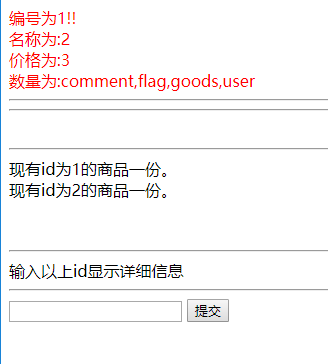 编号为1!!
名称为:2
价格为:3
数量为:comment,flag,goods,user
现有id为1的商品一份。
现有id为2的商品一份。
输入以上id显示详细信息
提交